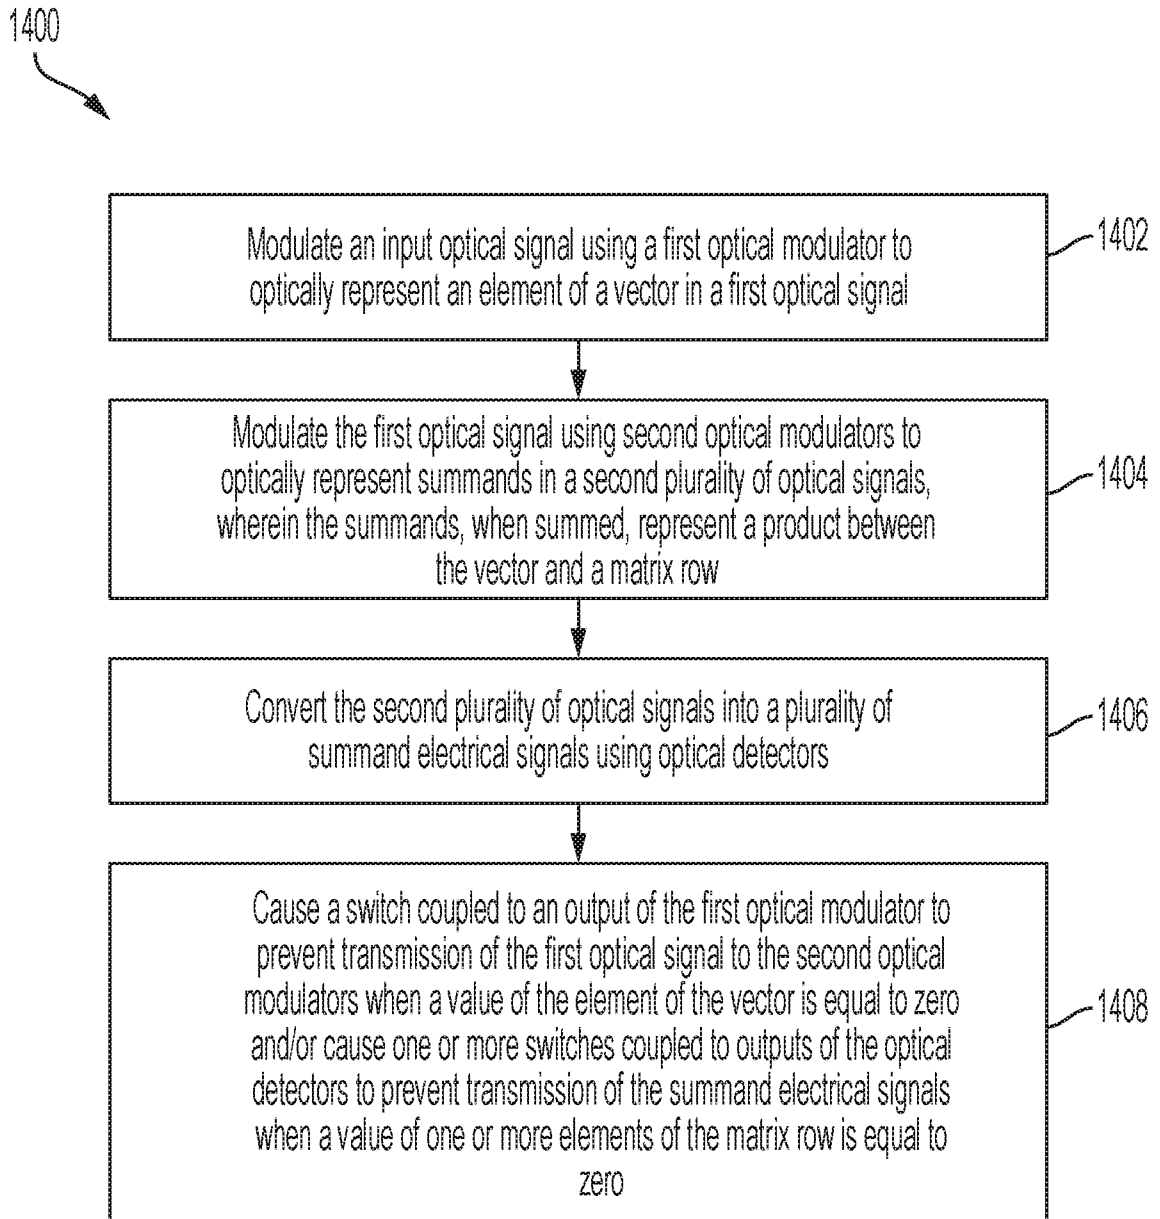 1400
Modulate an input optical signal using a first optical modulator to
optically represent an element of a vector in a first optical signal
1402
Modulate the first optical signal using second optical modulators to
optically represent summands in a second plurality of optical signals,
wherein the summands, when summed, represent a product between
the vector and a matrix row
1404
Convert the second plurality of optical signals into a plurality of
summand electrical signals using optical detectors
1406
Cause a switch coupled to an output of the first optical modulator to
prevent transmission of the first optical signal to the second optical
modulators when a value of the element of the vector is equal to zero
and/or cause one or more switches coupled to outputs of the optical
detectors to prevent transmission of the summand electrical signals
when a value of one or more elements of the matrix row is equal to
zero
1408